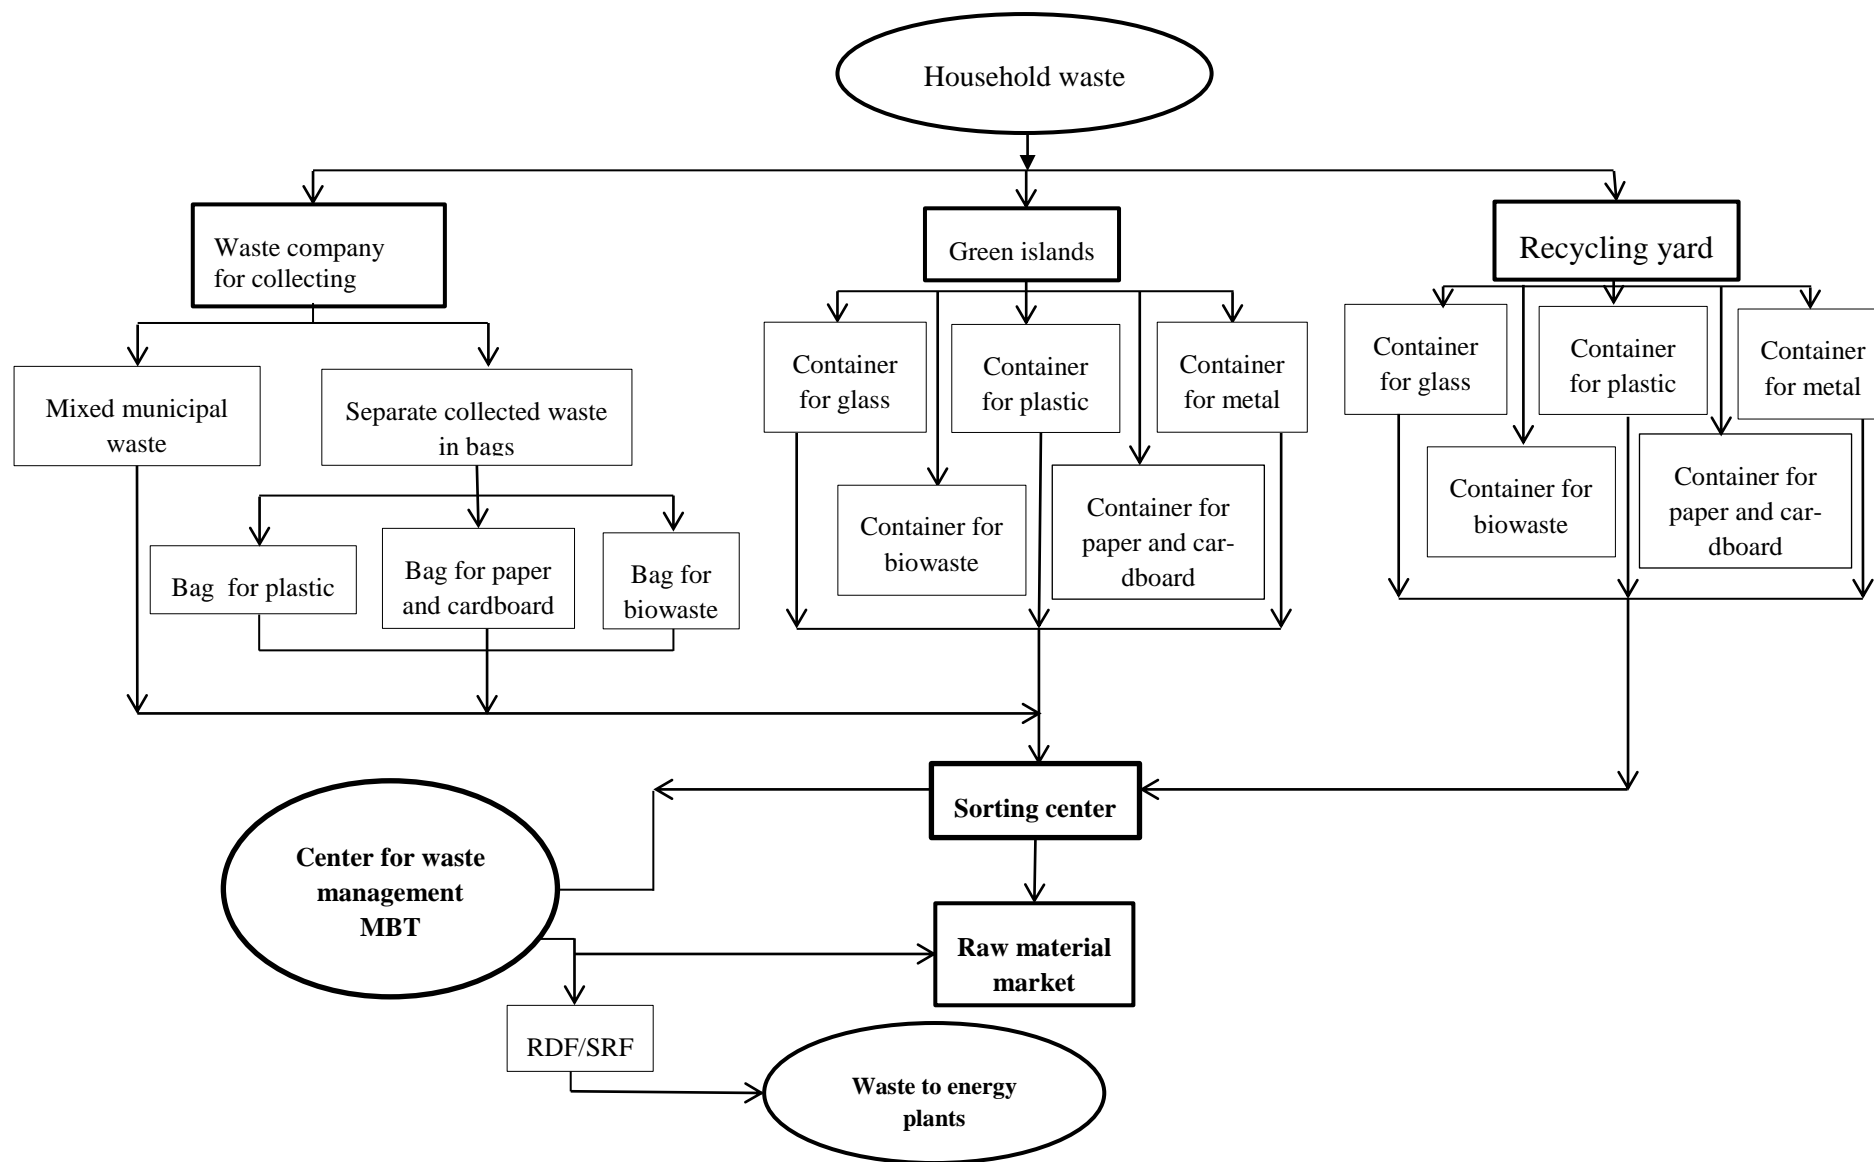 Household waste
Waste company
for collecting
Green islands
Recycling yard
Mixed municipal
waste
Separate collected waste
in bags
Container
for glass
Container
for plastic
Container
for metal
Container
for glass
Container
for plastic
Container
for metal
Container for
biowaste
Container for
paper and car-
dboard
Container for
biowaste
Container for
paper and car-
dboard
Bag  for plastic
Bag for paper
and cardboard
Bag for
biowaste
Sorting center
Center for waste
management
MBT
Raw material
market
RDF/SRF
Waste to energy
plants